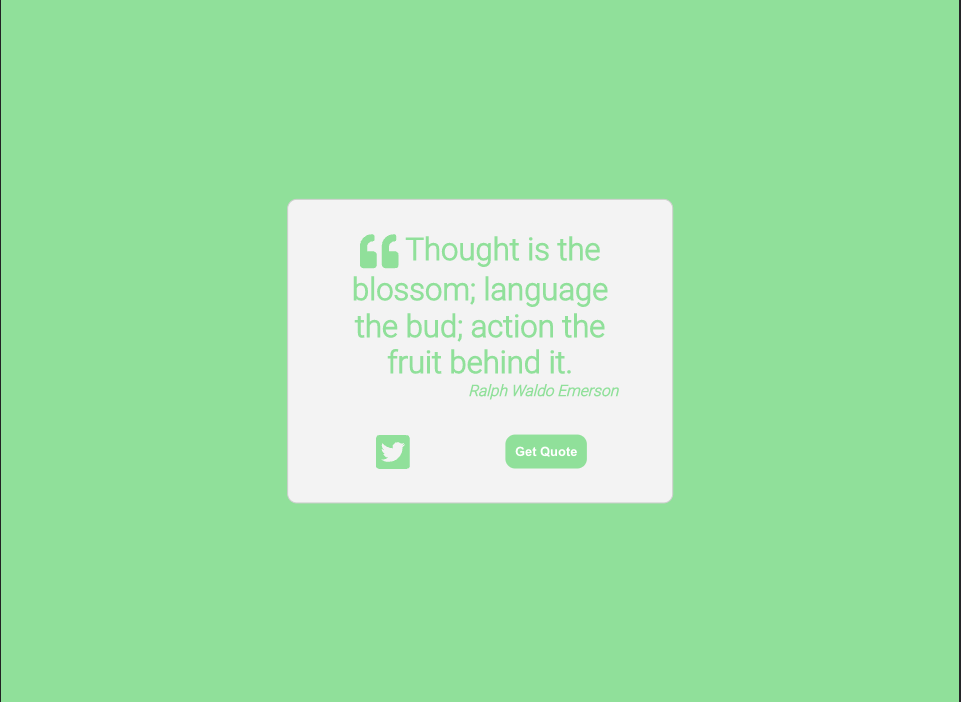 ❝ Thought is the
blossom; language
the bud; action the
fruit behind it.
Ralph Waldo Emerson
Get Quote